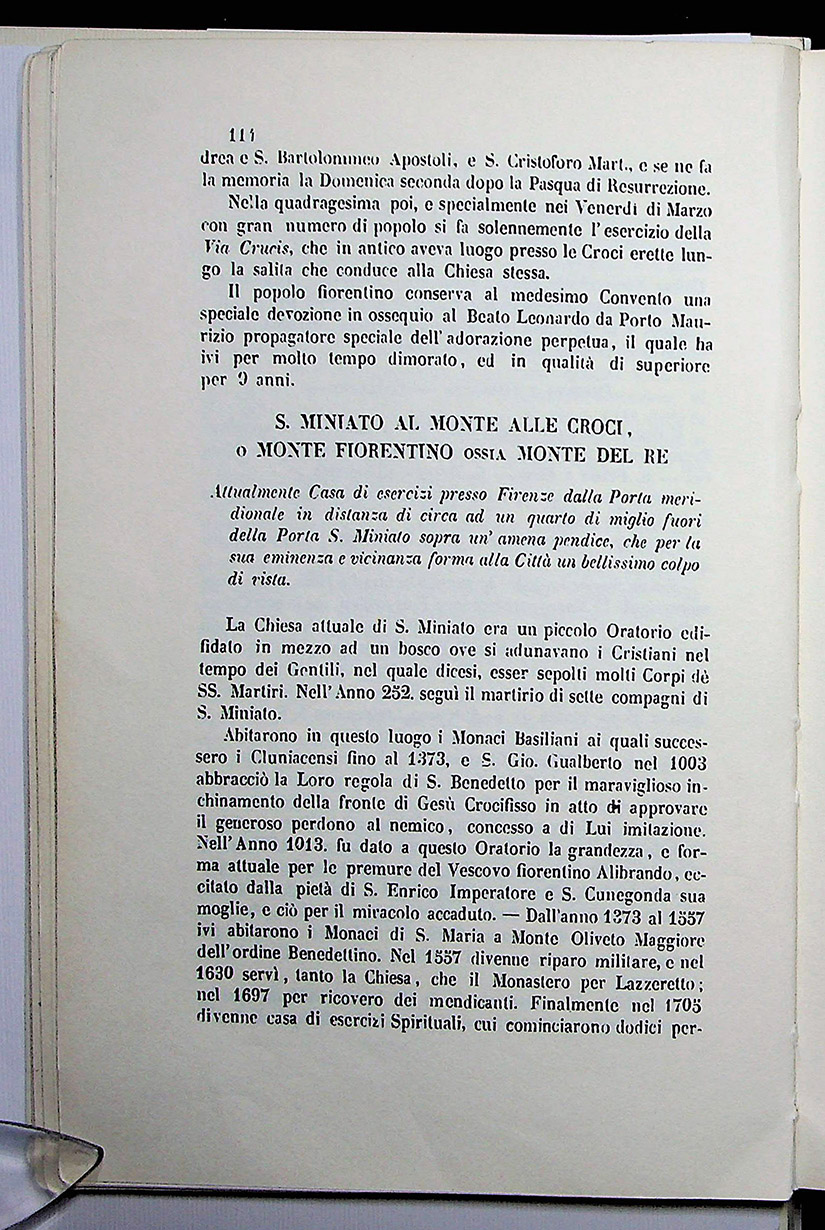 114
drea e S. Bartolommeo Apostoli, e S. Cristoforo Mart., e se ne fa
la memoria la Domenica seconda dopo la Pasqua di Resurrezione.
Nella quadragesima poi, e specialmente nei Venerdì di Marzo
con gran numero di popolo si fa solennemente l'esercizio della
Via Crucis, che in antico aveva luogo presso le Croci erette lun-
go la salita che conduce alla Chiesa stessa.
Il popolo fiorentino conserva al medesimo Convento una
speciale devozione in ossequio al Beato Leonardo da Porto Mau-
rizio propagatore speciale dell'adorazione perpetua, il quale ha
ivi per molto tempo dimorato, ed in qualità di superiore
per 9 anni.
S. MINIATO AL MONTE ALLE CROCI,
O MONTE FIORENTINO OSSIA MONTE DEL RE
Attualmente Casa di esercizi presso Firenze dalla Porta meri-
dionale in distanza di circa ad un quarto di miglio fuori
della Porta S. Miniato sopra un' amena pendice, che per la
sua eminenza e vicinanza forma alla Città un bellissimo colpo
di vista.
La Chiesa attuale di S. Miniato era un piccolo Oratorio edi-
fidato in mezzo ad un bosco ove si adunavano i Cristiani nel
tempo dei Gentili, nel quale dicesi, esser sepolti molti Corpi dè
SS. Martiri. Nell'Anno 252. seguì il martirio di sette compagni di
S. Miniato.
Abitarono in questo luogo i Monaci Basiliani ai quali succes-
sero i Cluniacensi fino al 1373, e S. Gio. Gualberto nel 1003
abbracciò la Loro regola di S. Benedetto per il maraviglioso in-
chinamento della fronte di Gesù Crocifisso in atto di approvare
il generoso perdono al nemico, concesso a di Lui imitazione.
Nell'Anno 1013. fu dato a questo Oratorio la grandezza, e for-
ma attuale per le premure del Vescovo fiorentino Alibrando, ec-
citato dalla pietà di S. Enrico Imperatore e S. Cunegonda sua
moglie, e ciò per il miracolo accaduto. — Dall'anno 1373 al 1557
ivi abitarono i Monaci di S. Maria a Monte Oliveto Maggiore
dell'ordine Benedettino. Nel 1557 divenne riparo militare, e nel
1630 servì, tanto la Chiesa, che il Monastero per Lazzeretto;
nel 1697 per ricovero dei mendicanti. Finalmente nel 1705
divenne casa di esercizi Spirituali, cui cominciarono dodici per-